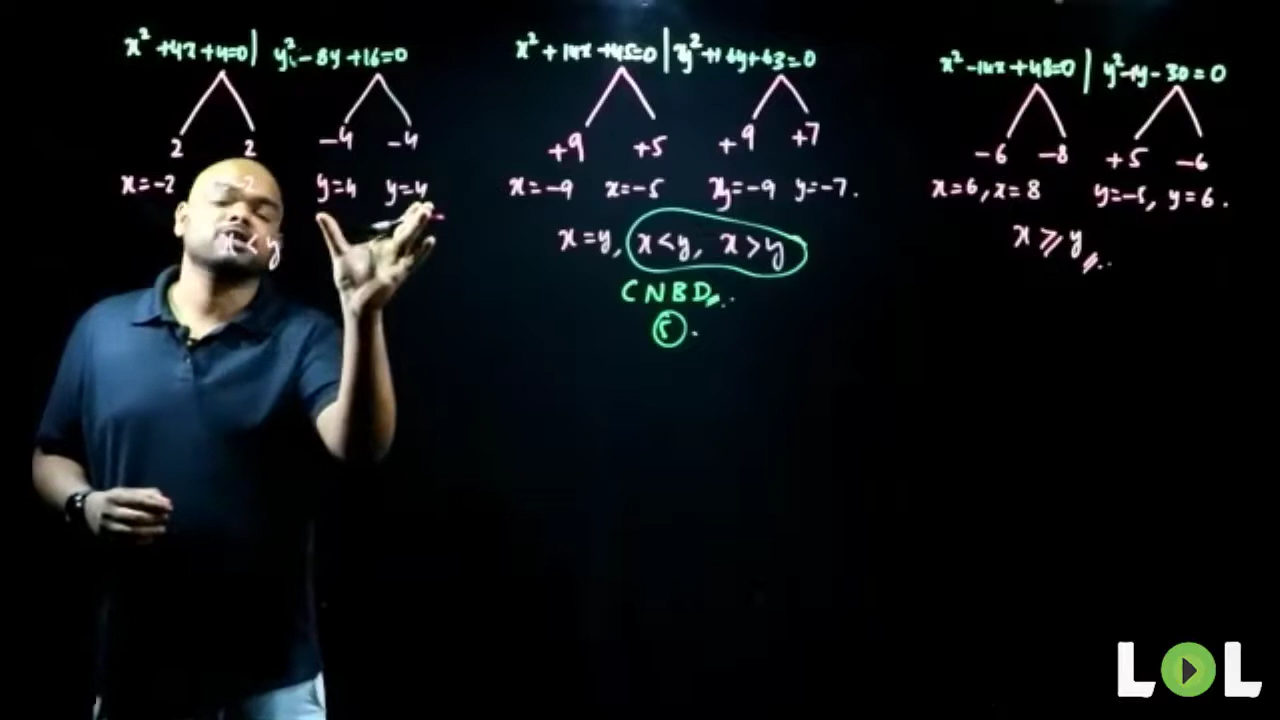 x² + 4x + 4 = 0 | y² - 8y + 16 = 0
2 2 -4 -4
x = -2 -2 y = 4 y = 4
x < y
x² + 14x + 45 = 0 | y² + 16y + 63 = 0
+9 +5 +9 +7
x = -9 x = -5 y = -9 y = -7.
x = y, x < y, x > y
CNBD
5.
x² - 14x + 48 = 0 | y² - y - 30 = 0
-6 -8 +5 -6
x = 6, x = 8 y = -5, y = 6.
x ⩾ y
LOL